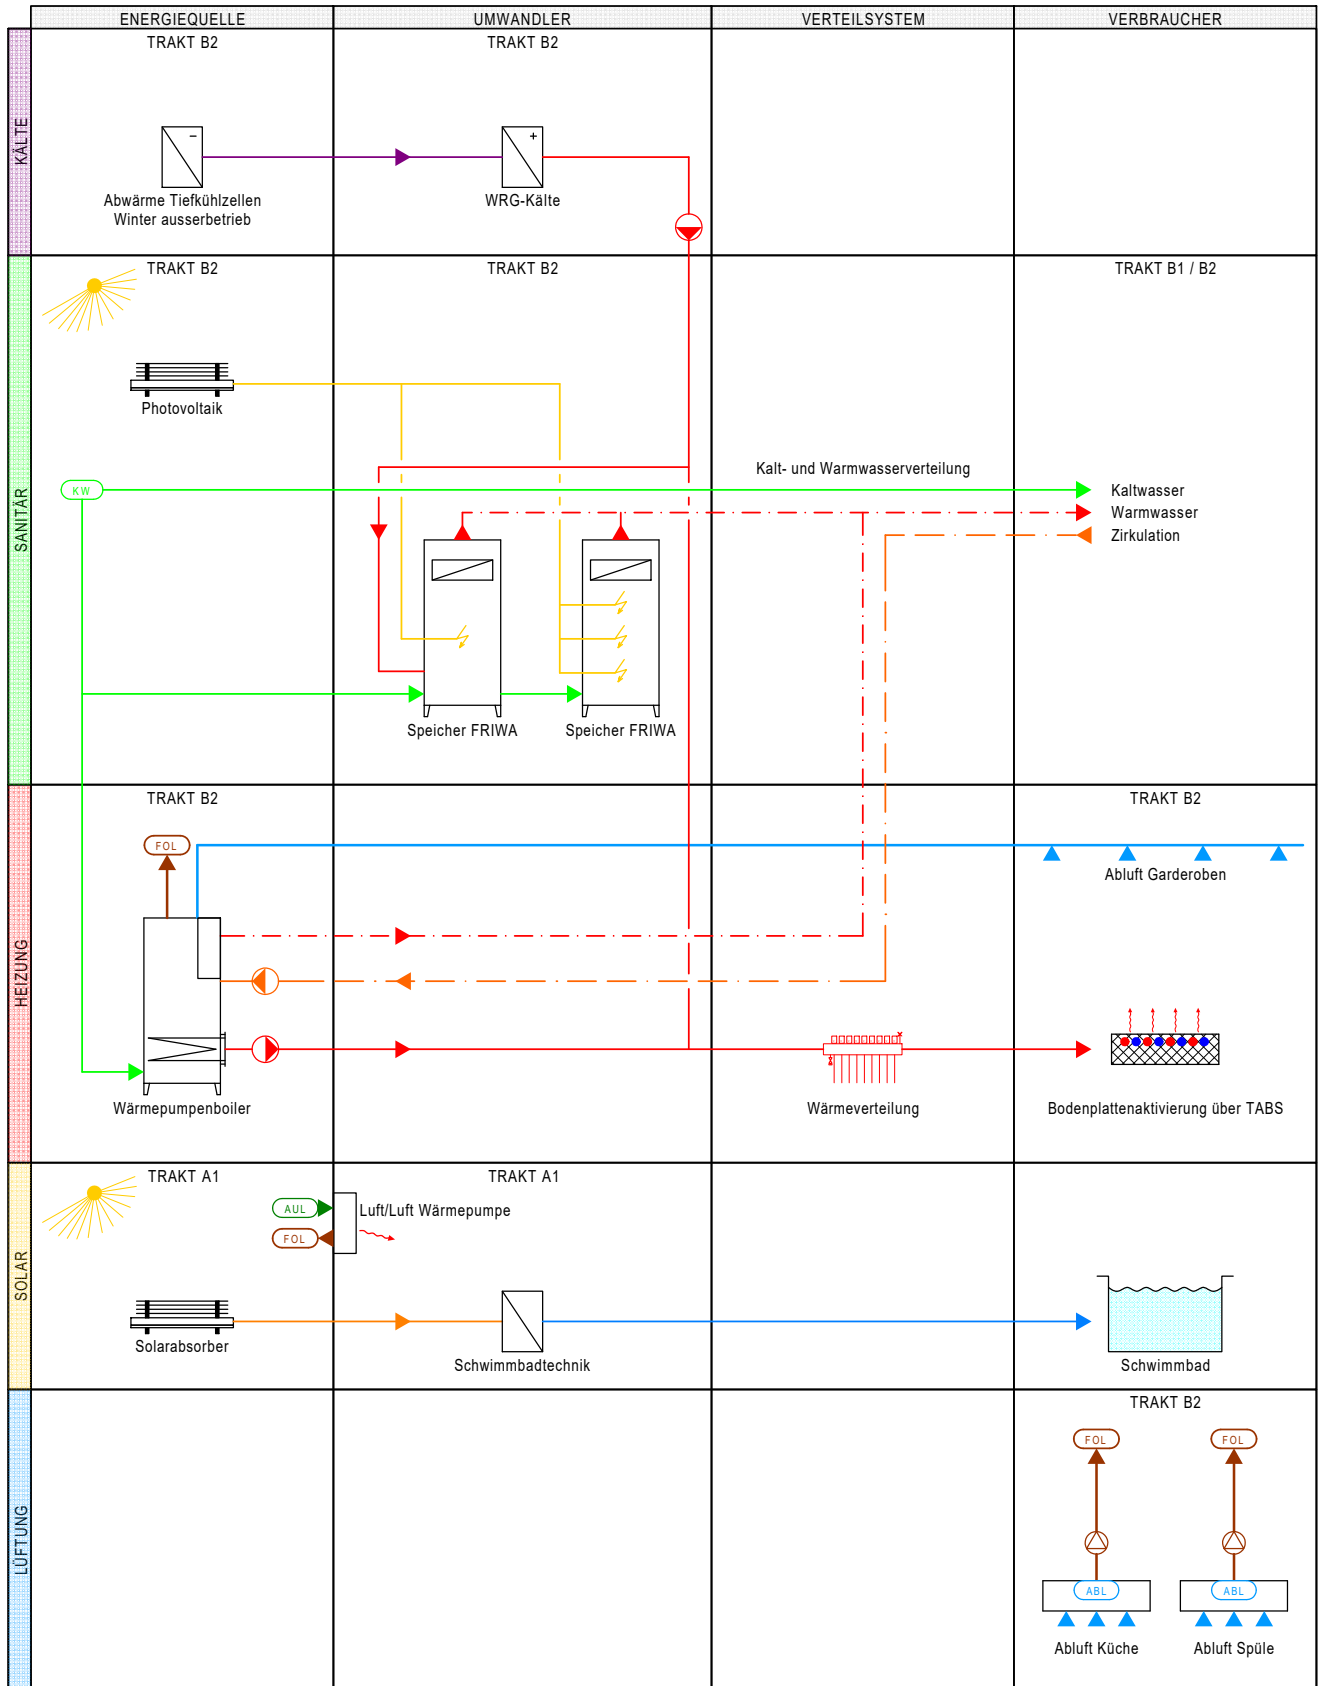 ENERGIEQUELLE
UMWANDLER
VERTEILSYSTEM
VERBRAUCHER
KÄLTE
TRAKT B2
TRAKT B2
−
+
Abwärme Tiefkühlzellen
Winter ausserbetrieb
WRG-Kälte
SANITÄR
TRAKT B2
TRAKT B2
TRAKT B1 / B2
Photovoltaik
Kalt- und Warmwasserverteilung
KW
Kaltwasser
Warmwasser
Zirkulation
Speicher FRIWA
Speicher FRIWA
HEIZUNG
TRAKT B2
TRAKT B2
FOL
Abluft Garderoben
Wärmepumpenboiler
Wärmeverteilung
Bodenplattenaktivierung über TABS
SOLAR
TRAKT A1
TRAKT A1
AUL
Luft/Luft Wärmepumpe
FOL
Solarabsorber
Schwimmbadtechnik
Schwimmbad
LÜFTUNG
TRAKT B2
FOL
FOL
ABL
ABL
Abluft Küche
Abluft Spüle